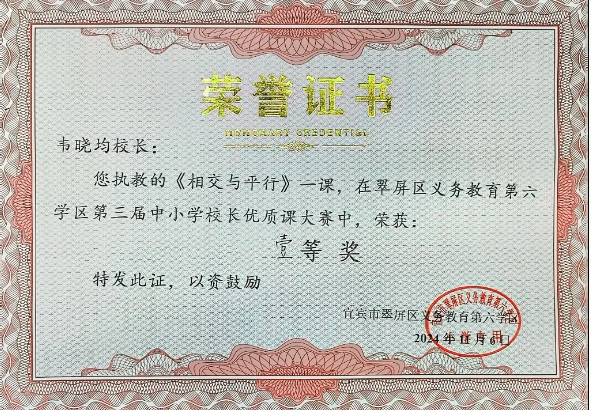 荣誉证书
HONORARY CREDENTIAL
韦晓均校长：
您执教的《相交与平行》一课，在翠屏区义务教育第六
学区第三届中小学校长优质课大赛中，荣获：
壹等奖
特发此证，以资鼓励
宜宾市翠屏区义务教育第六学区
2024年11月6日